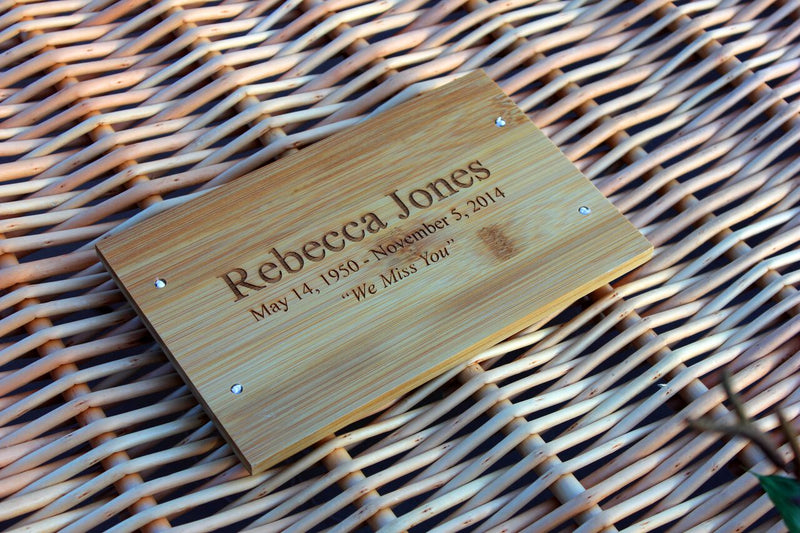 Rebecca Jones
May 14, 1950 - November 5, 2014
“We Miss You”